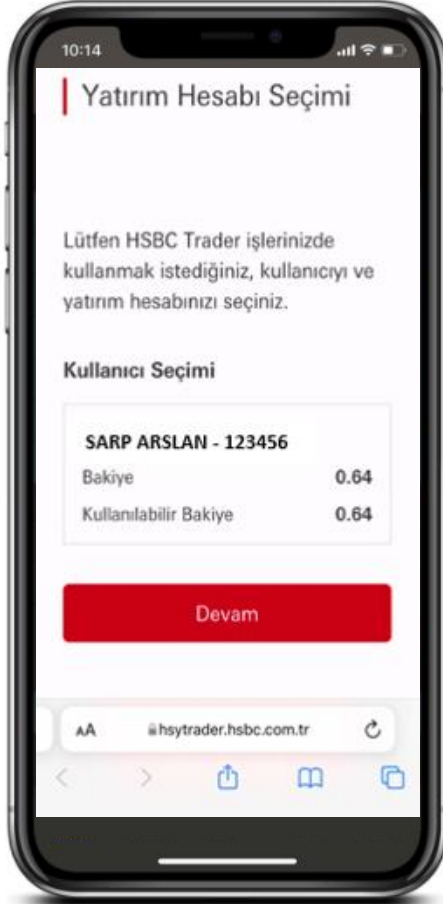 10:14
Yatırım Hesabı Seçimi
Lütfen HSBC Trader işlerinizde
kullanmak istediğiniz, kullanıcıyı ve
yatırım hesabınızı seçiniz.
Kullanıcı Seçimi
SARP ARSLAN - 123456
Bakiye 0.64
Kullanılabilir Bakiye 0.64
Devam
AA hsytrader.hsbc.com.tr